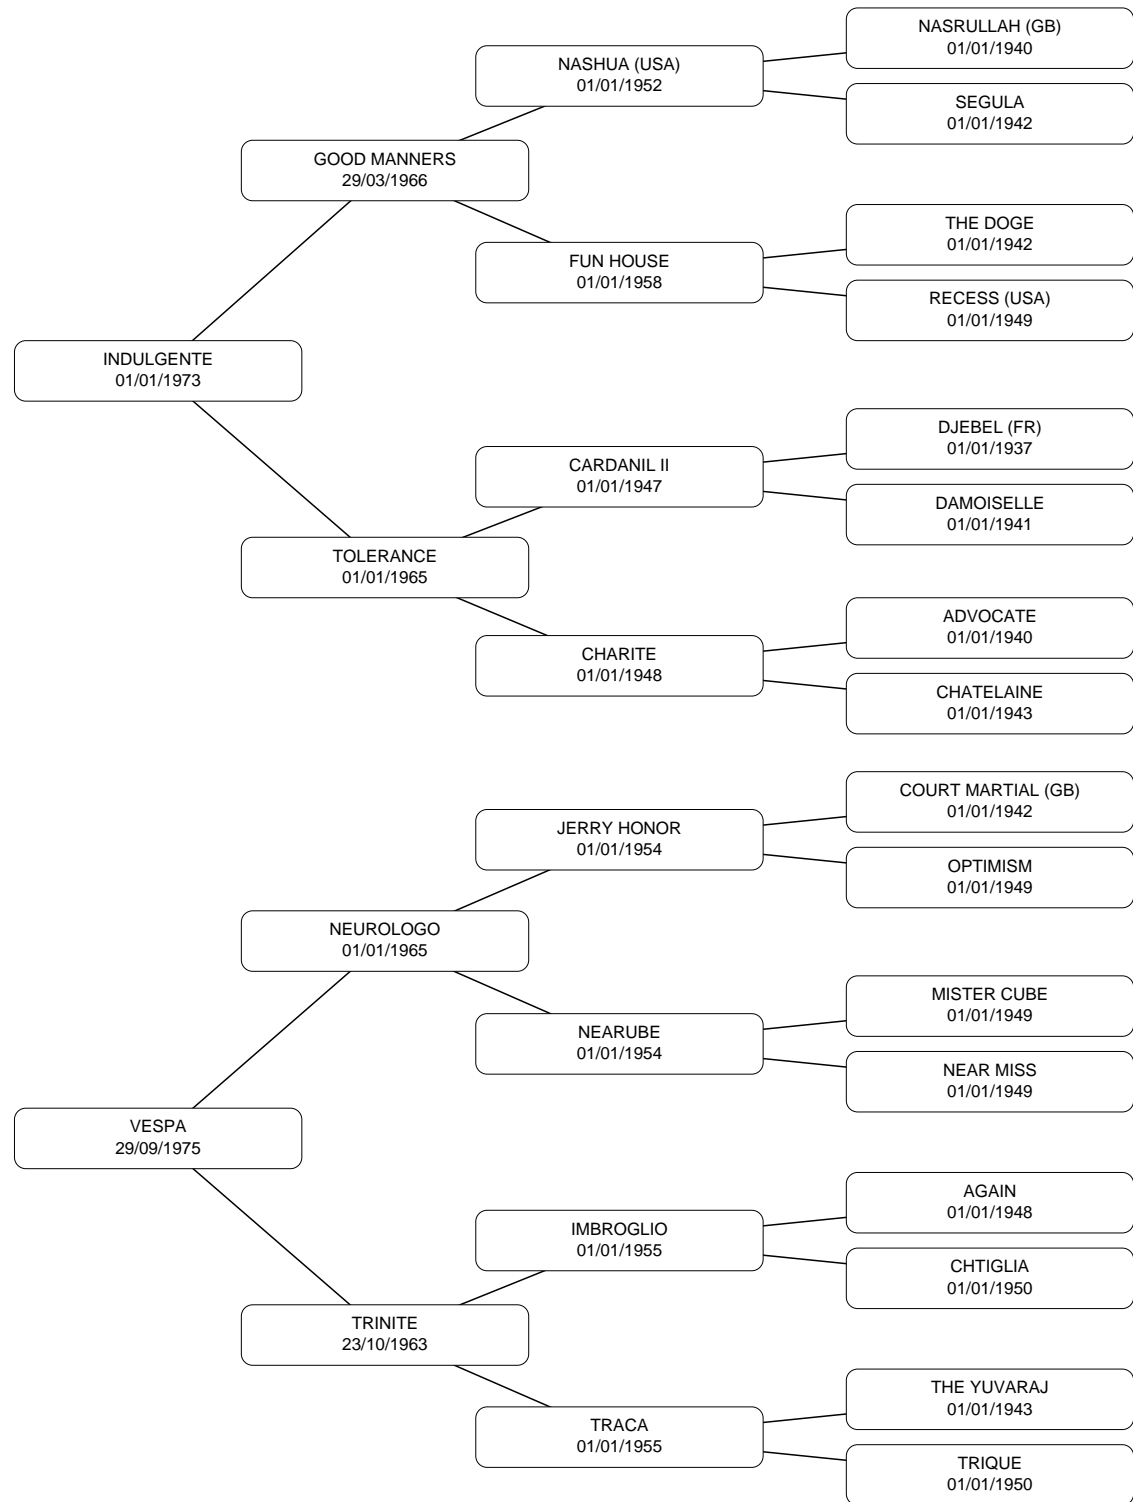 NASRULLAH (GB)
01/01/1940
NASHUA (USA)
01/01/1952
SEGULA
01/01/1942
GOOD MANNERS
29/03/1966
THE DOGE
01/01/1942
FUN HOUSE
01/01/1958
RECESS (USA)
01/01/1949
INDULGENTE
01/01/1973
DJEBEL (FR)
01/01/1937
CARDANIL II
01/01/1947
DAMOISELLE
01/01/1941
TOLERANCE
01/01/1965
ADVOCATE
01/01/1940
CHARITE
01/01/1948
CHATELAINE
01/01/1943
COURT MARTIAL (GB)
01/01/1942
JERRY HONOR
01/01/1954
OPTIMISM
01/01/1949
NEUROLOGO
01/01/1965
MISTER CUBE
01/01/1949
NEARUBE
01/01/1954
NEAR MISS
01/01/1949
VESPA
29/09/1975
AGAIN
01/01/1948
IMBROGLIO
01/01/1955
CHTIGLIA
01/01/1950
TRINITE
23/10/1963
THE YUVARAJ
01/01/1943
TRACA
01/01/1955
TRIQUE
01/01/1950